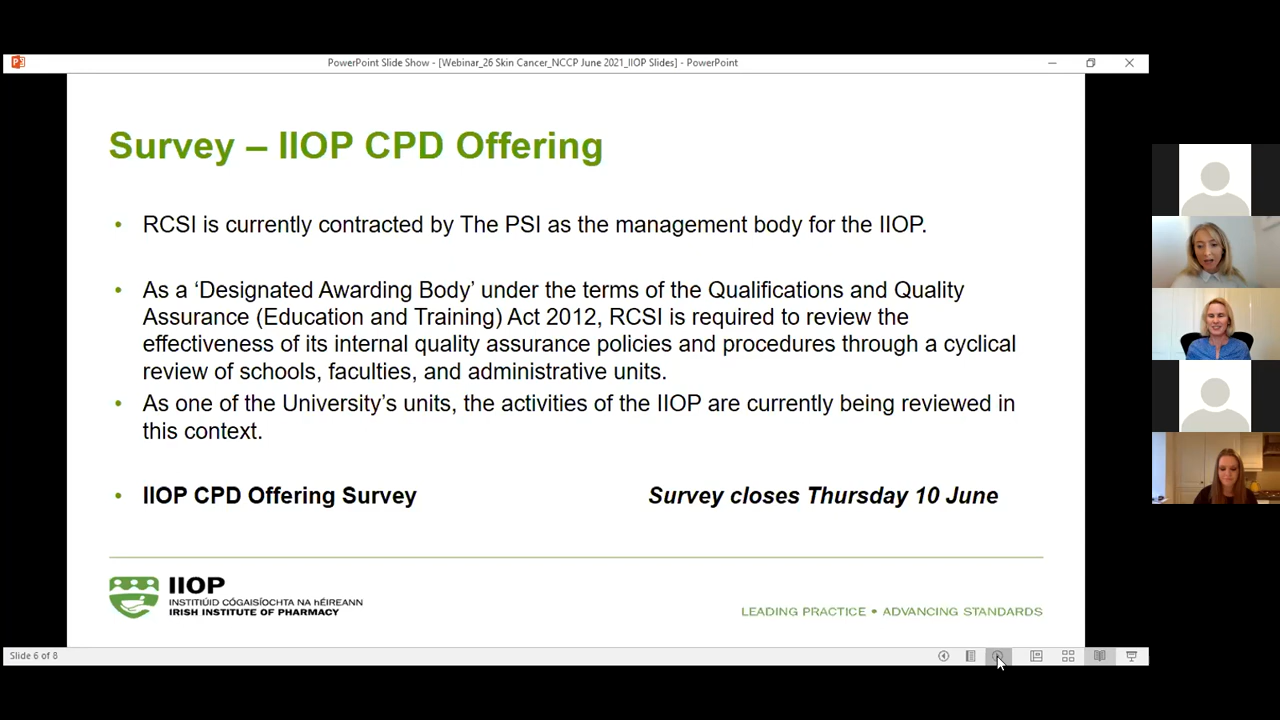 PowerPoint Slide Show - [Webinar_26 Skin Cancer_NCCP June 2021_IIOP Slides] - PowerPoint
Survey – IIOP CPD Offering
• RCSI is currently contracted by The PSI as the management body for the IIOP.
• As a ‘Designated Awarding Body’ under the terms of the Qualifications and Quality
Assurance (Education and Training) Act 2012, RCSI is required to review the
effectiveness of its internal quality assurance policies and procedures through a cyclical
review of schools, faculties, and administrative units.
• As one of the University’s units, the activities of the IIOP are currently being reviewed in
this context.
• IIOP CPD Offering Survey Survey closes Thursday 10 June
IIOP
INSTITIÚID CÓGAISÍOCHTA NA hÉIREANN
IRISH INSTITUTE OF PHARMACY
LEADING PRACTICE • ADVANCING STANDARDS
Slide 6 of 8